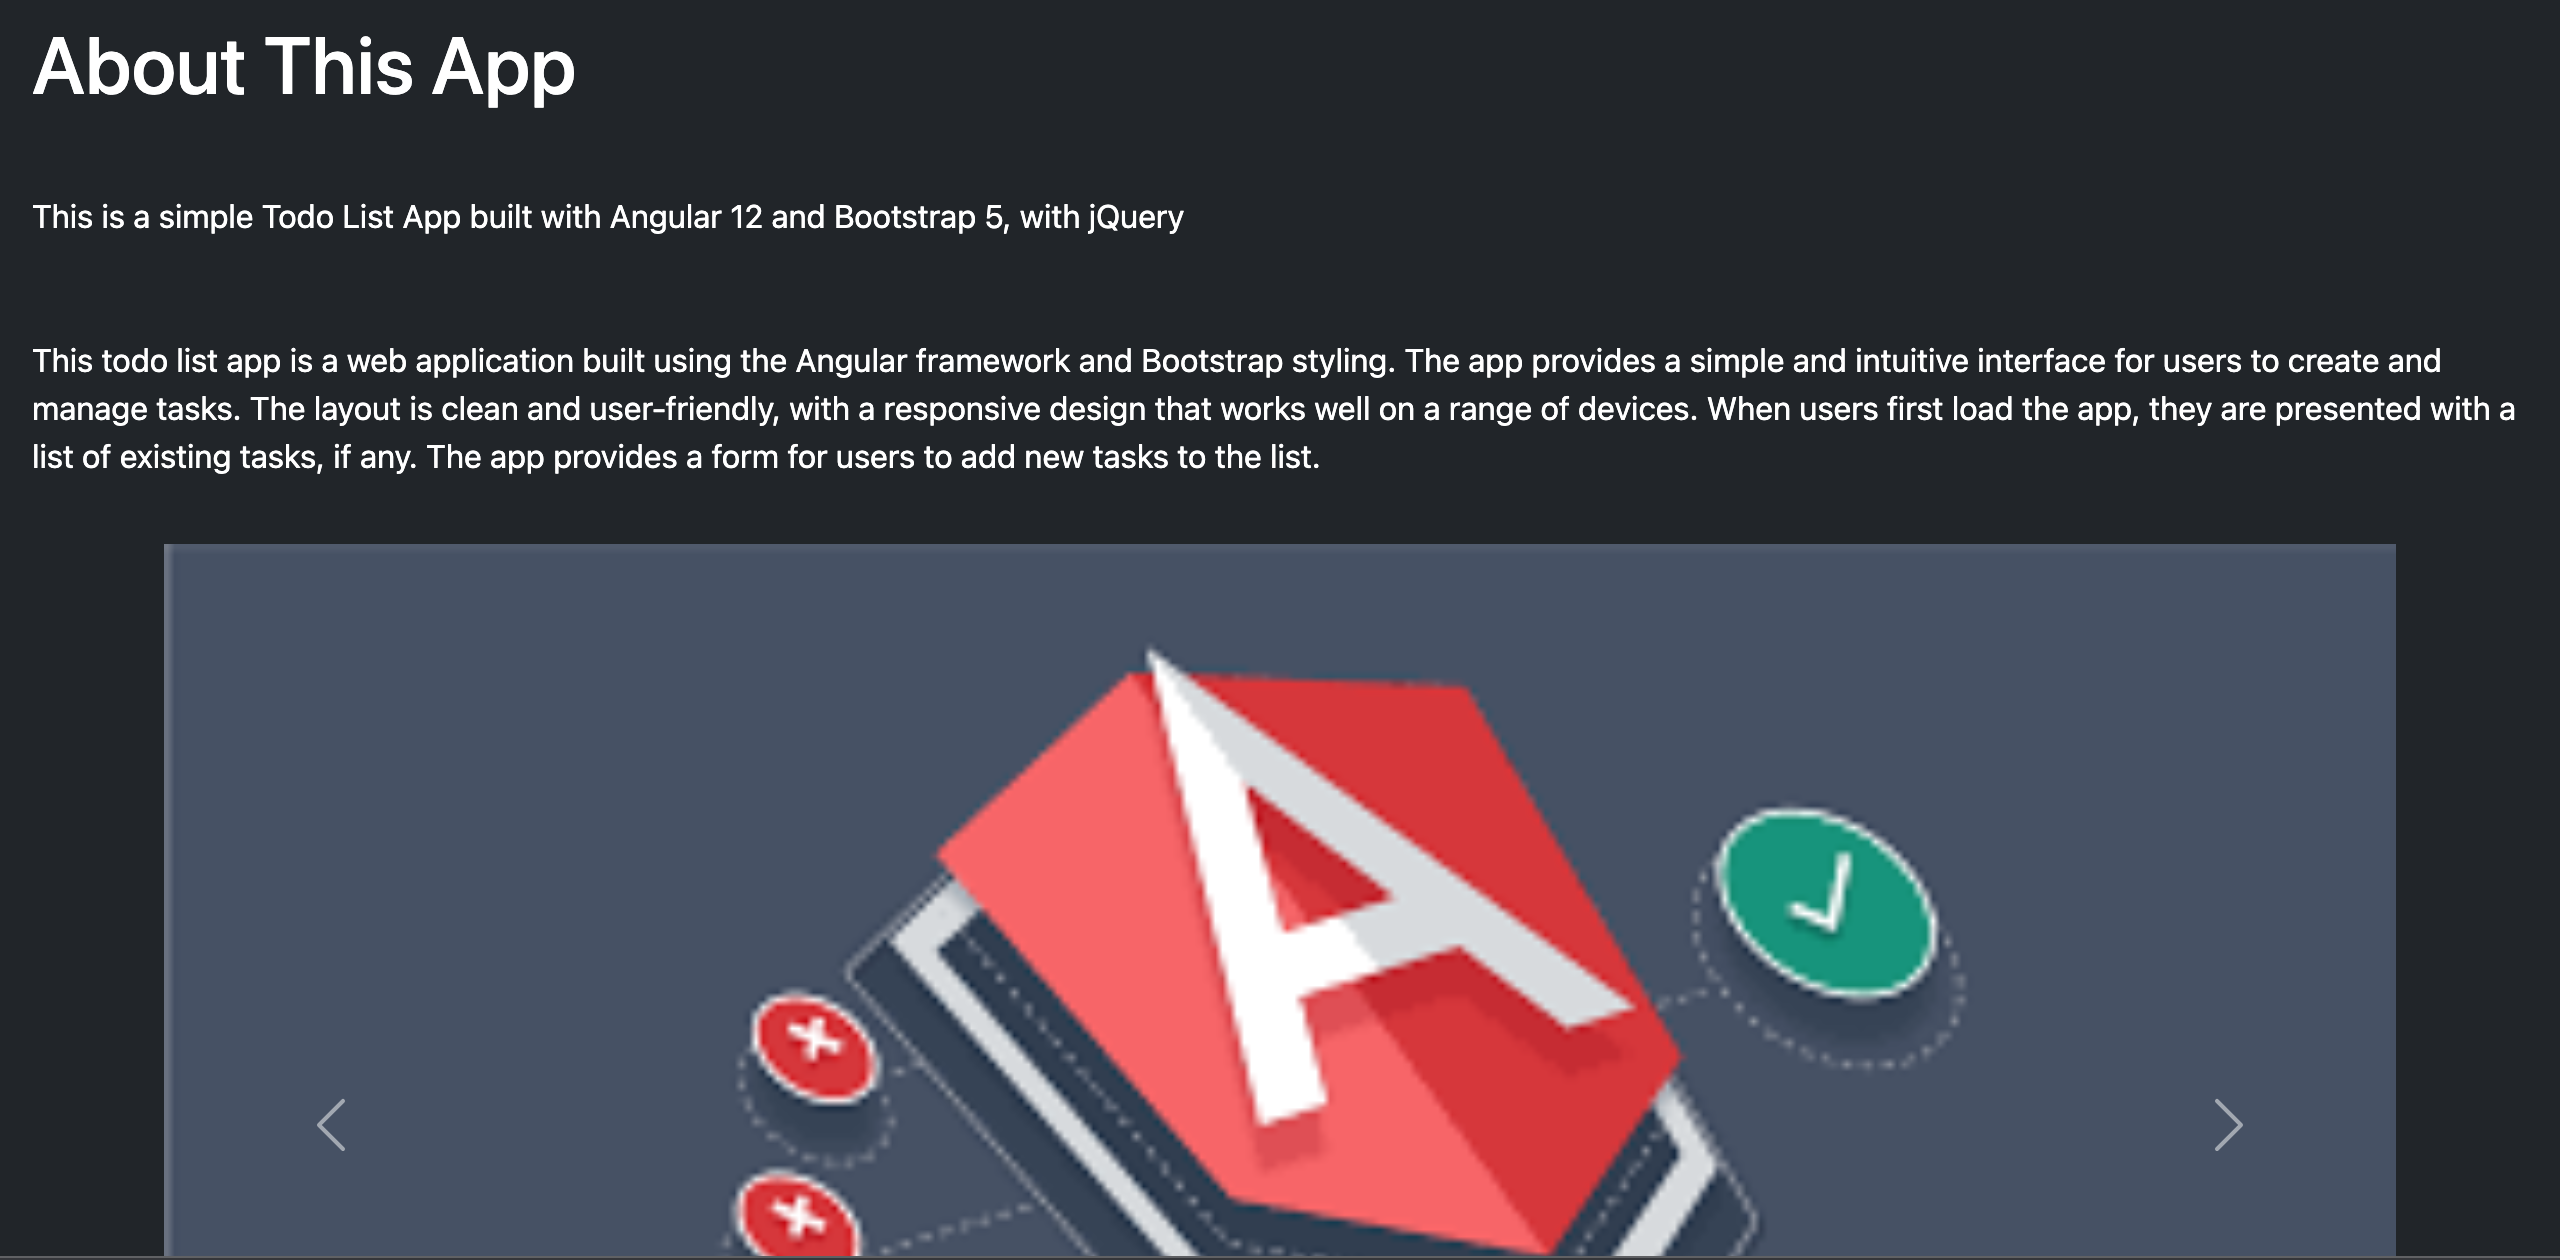 About This App
This is a simple Todo List App built with Angular 12 and Bootstrap 5, with jQuery
This todo list app is a web application built using the Angular framework and Bootstrap styling. The app provides a simple and intuitive interface for users to create and
manage tasks. The layout is clean and user-friendly, with a responsive design that works well on a range of devices. When users first load the app, they are presented with a
list of existing tasks, if any. The app provides a form for users to add new tasks to the list.
A